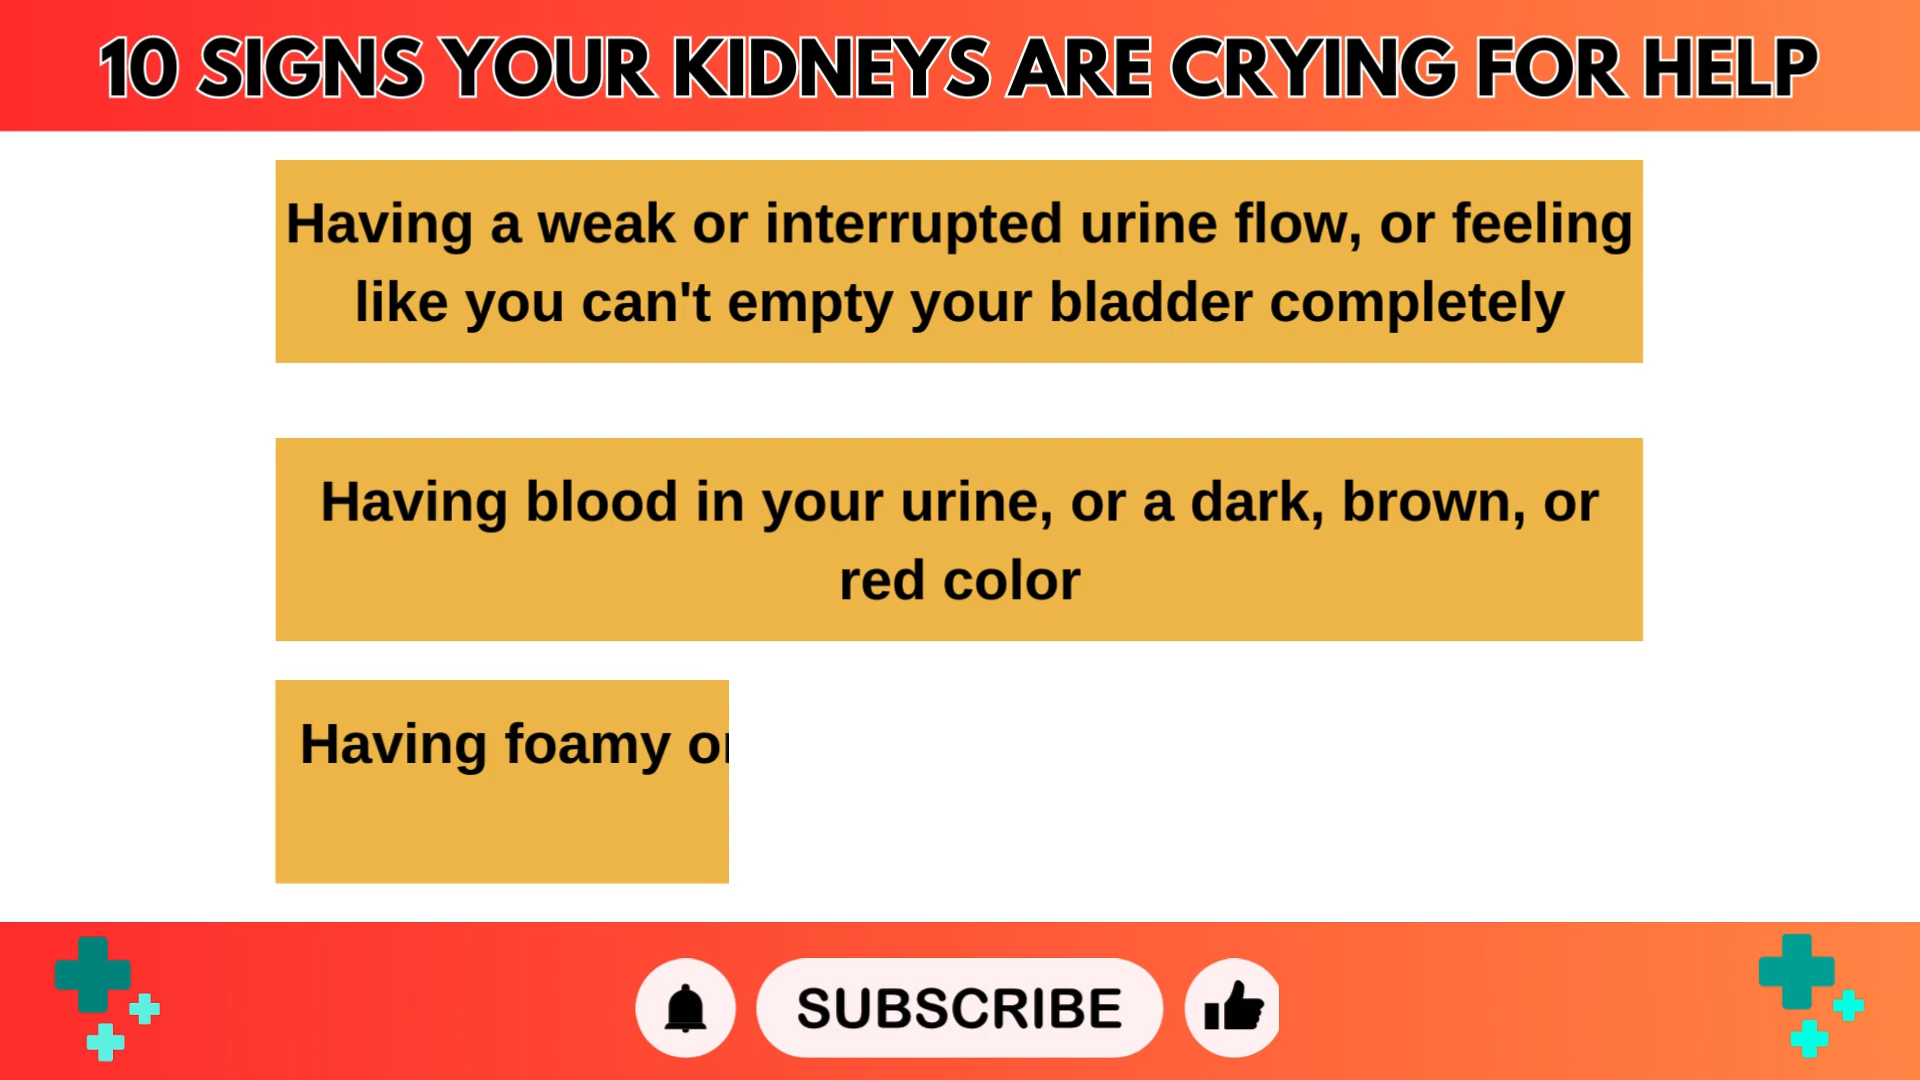 10 SIGNS YOUR KIDNEYS ARE CRYING FOR HELP
Having a weak or interrupted urine flow, or feeling
like you can't empty your bladder completely
Having blood in your urine, or a dark, brown, or
red color
Having foamy or
SUBSCRIBE